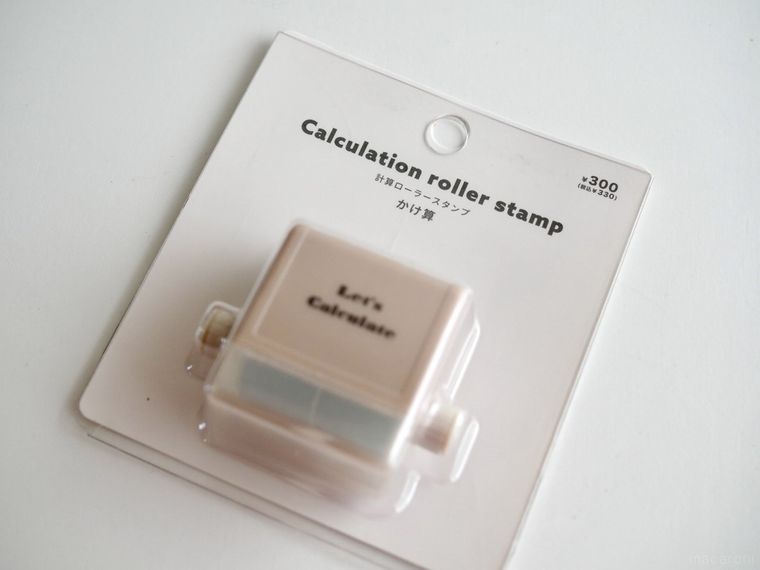 Calculation roller stamp
計算ローラースタンプ
かけ算
¥300
(税込¥330)
Let's
Calculate
macaroni